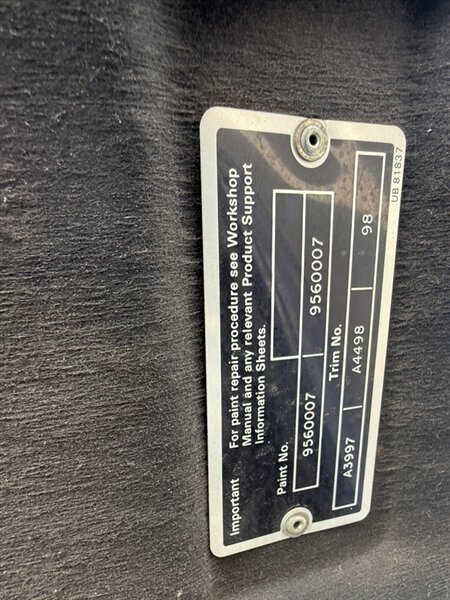 Important For paint repair procedure see Workshop
Manual and any relevant Product Support
Information Sheets.
Paint No.
9560007 9560007
Trim No.
A3997 A4498 98
UB 81837